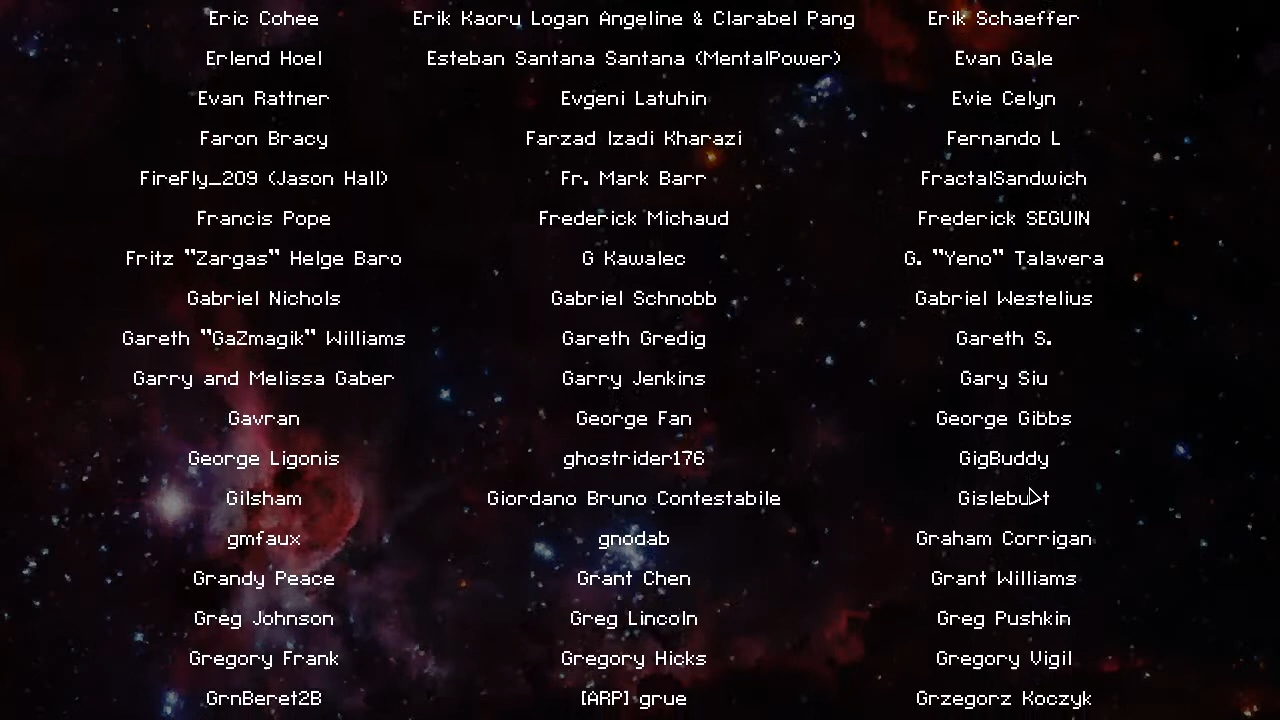 Eric Cohee Erik Kaoru Logan Angeline & Clarabel Pang Erik Schaeffer
Erlend Hoel Esteban Santana Santana (MentalPower) Evan Gale
Evan Rattner Evgeni Latuhin Evie Celyn
Faron Bracy Farzad Izadi Kharazi Fernando L
FireFly_209 (Jason Hall) Fr. Mark Barr FractalSandwich
Francis Pope Frederick Michaud Frederick SEGUIN
Fritz "Zargas" Helge Baro G Kawalec G. "Yeno" Talavera
Gabriel Nichols Gabriel Schnobb Gabriel Westelius
Gareth "GaZmagik" Williams Gareth Gredig Gareth S.
Garry and Melissa Gaber Garry Jenkins Gary Siu
Gavran George Fan George Gibbs
George Ligonis ghostrider176 GigBuddy
Gilsham Giordano Bruno Contestabile
gmfaux gnodab Graham Corrigan
Grandy Peace Grant Chen Grant Williams
Greg Johnson Greg Lincoln Greg Pushkin
Gregory Frank Gregory Hicks Gregory Vigil
GrnBeret2B [ARP] grue Grzegorz Koczyk